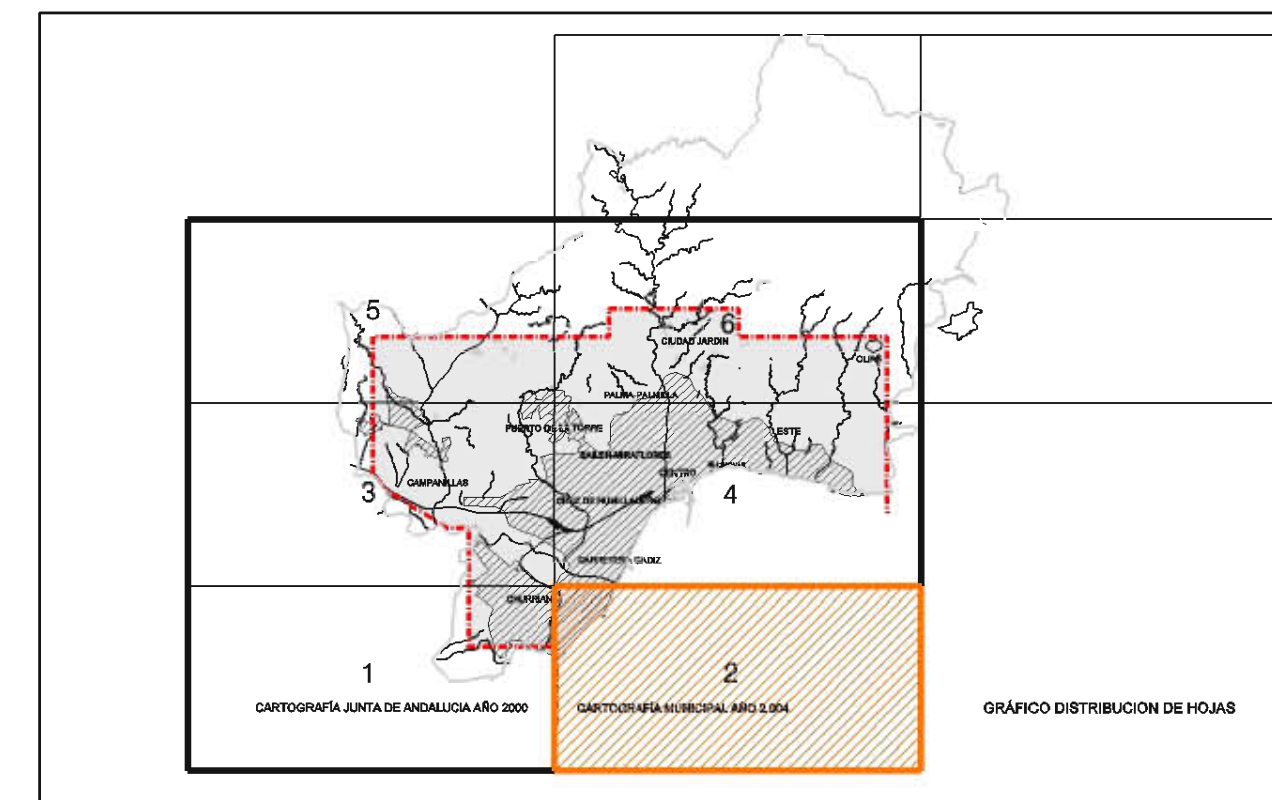 5
6
CIUDAD JARDIN
OLIAS
PALMA-PALMILLA
PUERTO DE LA TORRE
ESTE
BAILEN-MIRAFLORES
CENTRO
CAMPANILLAS
3
4
CRUZ DE HUMILLADERO
CARRETERA CADIZ
CHURRIANA
1
2
CARTOGRAFÍA JUNTA DE ANDALUCIA AÑO 2000
CARTOGRAFÍA MUNICIPAL AÑO 2.004
GRÁFICO DISTRIBUCION DE HOJAS